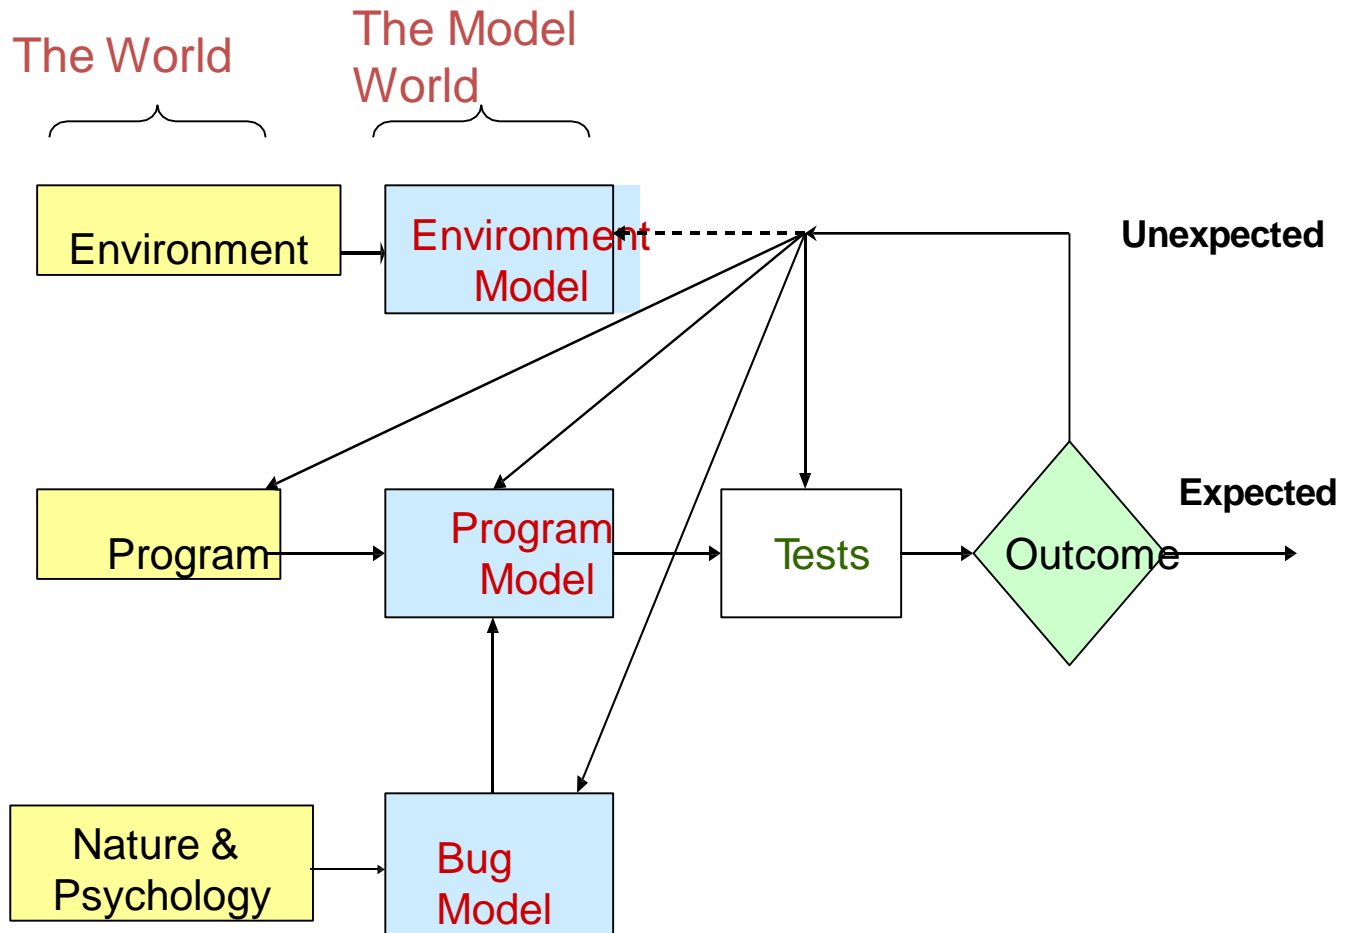 The World
The Model
World
Environment
Environment
Model
Unexpected
Program
Program
Model
Tests
Outcome
Expected
Nature &
Psychology
Bug
Model